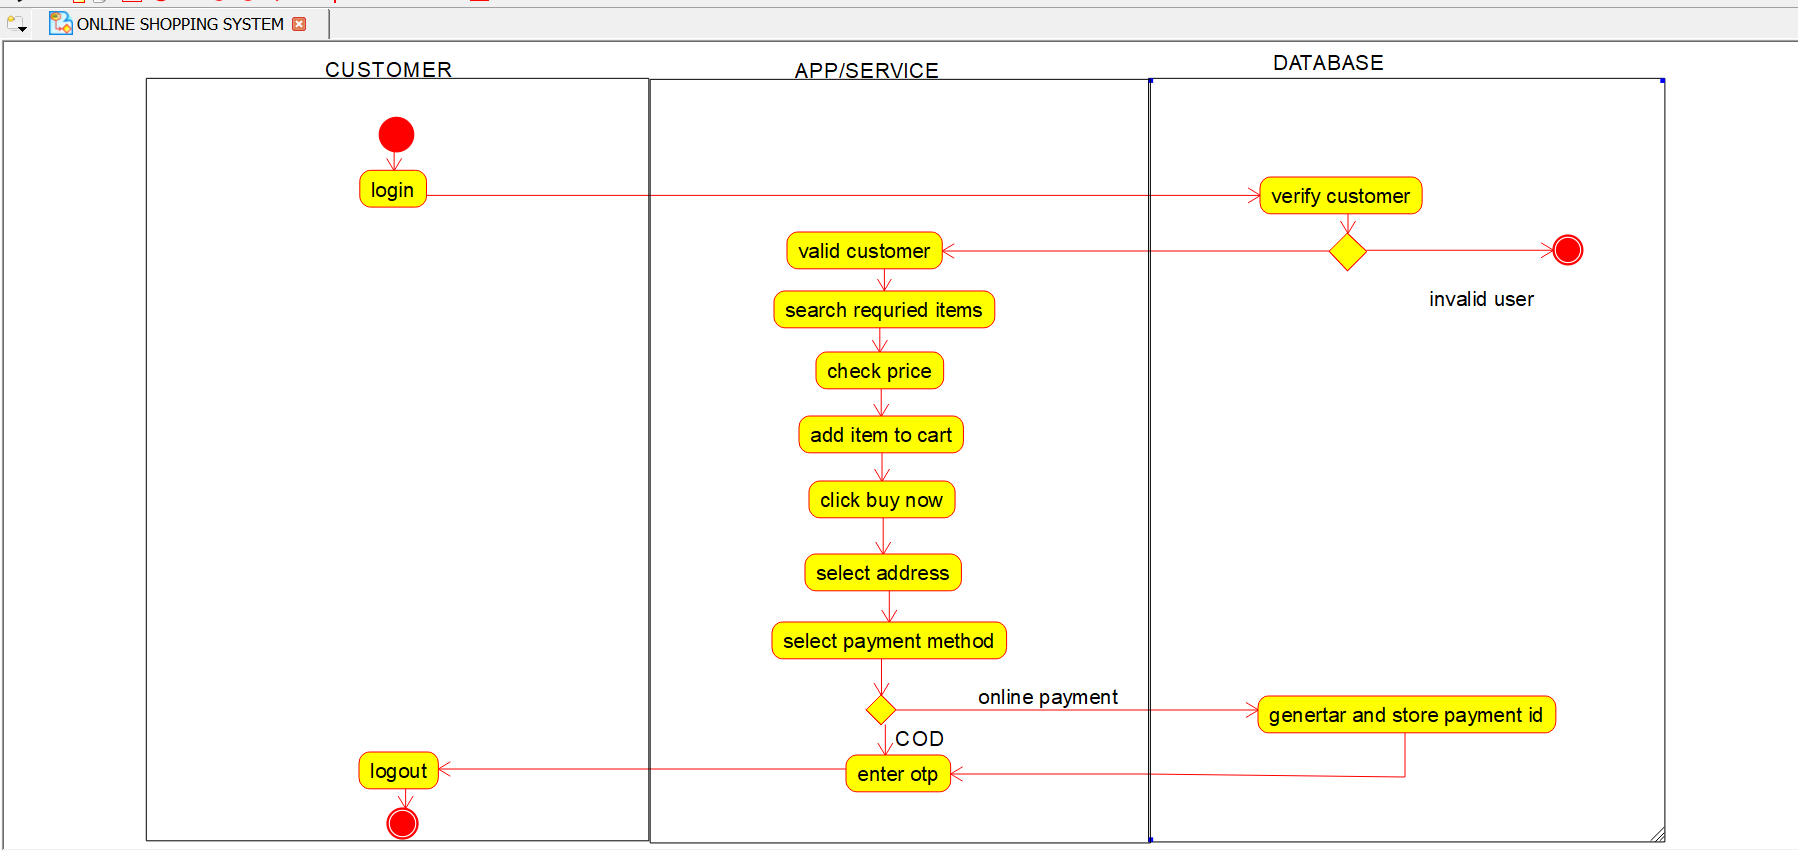 ONLINE SHOPPING SYSTEM
CUSTOMER
APP/SERVICE
DATABASE
login
verify customer
valid customer
invalid user
search requried items
check price
add item to cart
click buy now
select address
select payment method
online payment
genertar and store payment id
COD
logout
enter otp